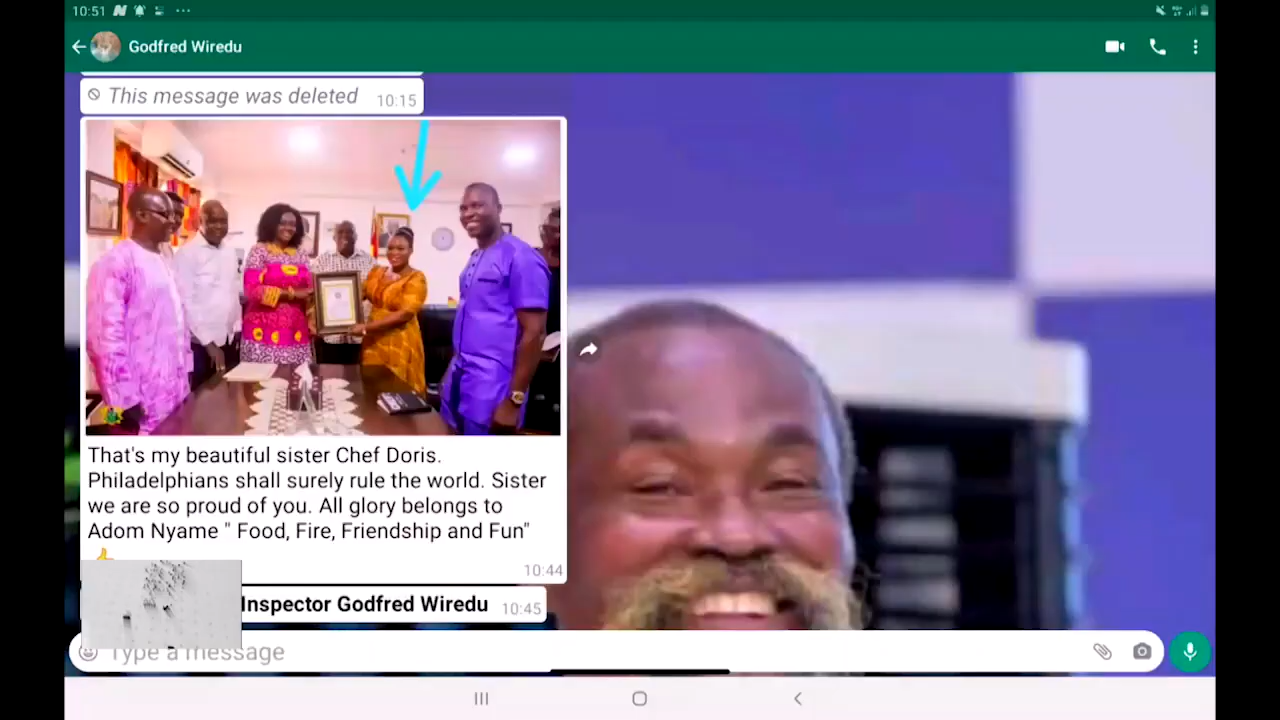 10:51
Godfred Wiredu
This message was deleted 10:15
That's my beautiful sister Chef Doris.
Philadelphians shall surely rule the world. Sister
we are so proud of you. All glory belongs to
Adom Nyame " Food, Fire, Friendship and Fun"
10:44
Inspector Godfred Wiredu 10:45
Type a message